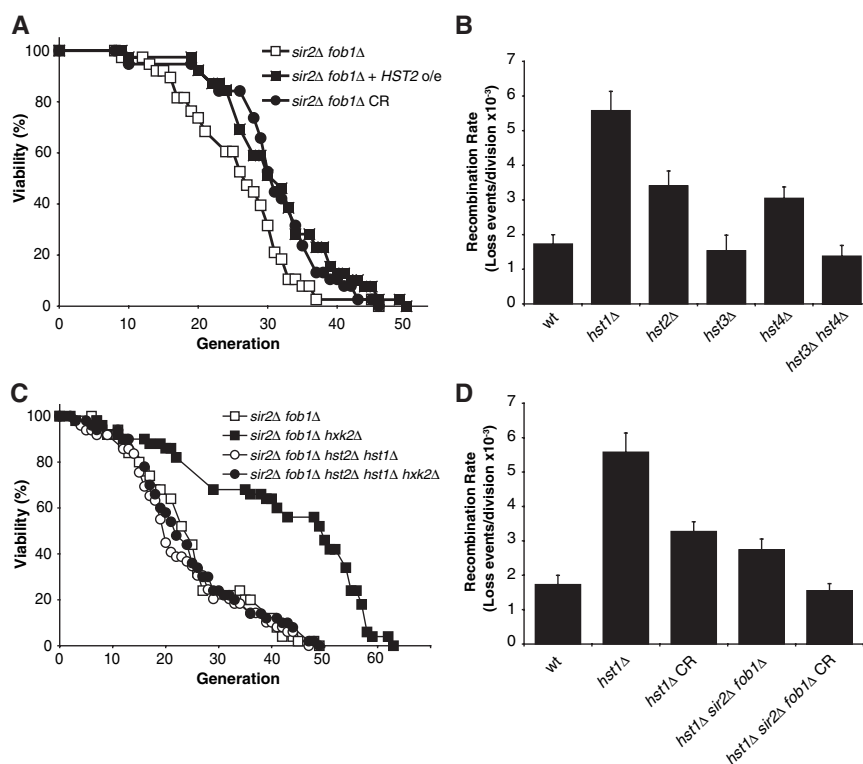 A
100
80
60
40
20
0
Viability (%)
0 10 20 30 40 50
Generation
sir2Δ fob1Δ
sir2Δ fob1Δ + HST2 o/e
sir2Δ fob1Δ CR
B
7
6
5
4
3
2
1
0
Recombination Rate
(Loss events/division x10⁻³)
wt
hst1Δ
hst2Δ
hst3Δ
hst4Δ
hst3Δ hst4Δ
C
100
80
60
40
20
0
Viability (%)
0 10 20 30 40 50 60
Generation
sir2Δ fob1Δ
sir2Δ fob1Δ hxk2Δ
sir2Δ fob1Δ hst2Δ hst1Δ
sir2Δ fob1Δ hst2Δ hst1Δ hxk2Δ
D
7
6
5
4
3
2
1
0
Recombination Rate
(Loss events/division x10⁻³)
wt
hst1Δ
hst1Δ CR
hst1Δ sir2Δ fob1Δ
hst1Δ sir2Δ fob1Δ CR